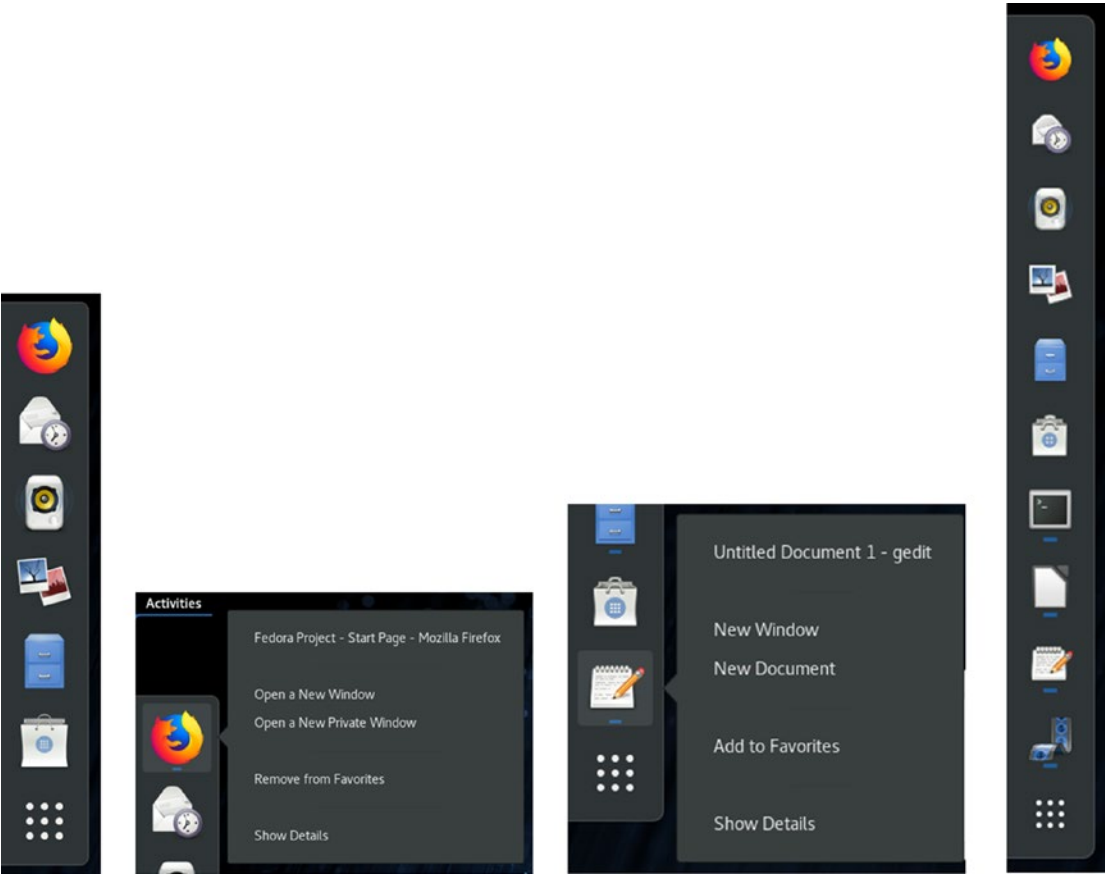 Activities
Fedora Project - Start Page - Mozilla Firefox
Open a New Window
Open a New Private Window
Remove from Favorites
Show Details
Untitled Document 1 - gedit
New Window
New Document
Add to Favorites
Show Details